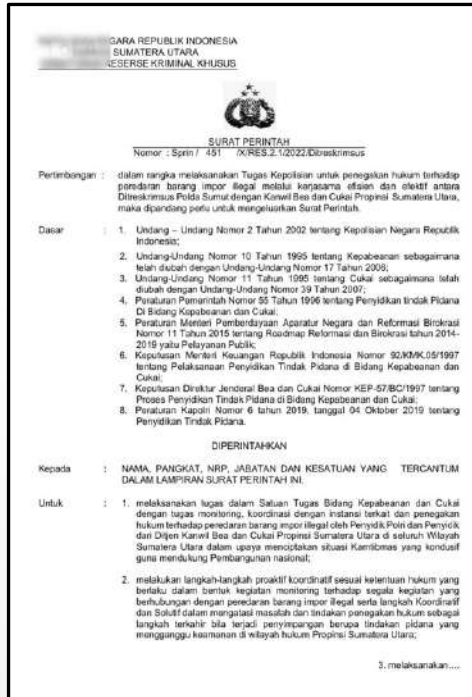 GARA REPUBLIK INDONESIA
SUMATERA UTARA
RESERSE KRIMINAL KHUSUS
SURAT PERINTAH
Nomor : Sprin / 451 /X/RES.2.1/2022/Ditreskrimsus
Pertimbangan : dalam rangka melaksanakan Tugas Kepolisian untuk penegakan hukum terhadap
peredaran barang impor illegal melalui kerjasama efisien dan efektif antara
Ditreskrimsus Polda Sumut dengan Kanwil Bea dan Cukai Propinsi Sumatera Utara,
maka dipandang perlu untuk mengeluarkan Surat Perintah.
Dasar : 1. Undang – Undang Nomor 2 Tahun 2002 tentang Kepolisian Negara Republik
Indonesia;
2. Undang-Undang Nomor 10 Tahun 1995 tentang Kepabeanan sebagaimana
telah diubah dengan Undang-Undang Nomor 17 Tahun 2006;
3. Undang-Undang Nomor 11 Tahun 1995 tentang Cukai sebagaimana telah
diubah dengan Undang-Undang Nomor 39 Tahun 2007;
4. Peraturan Pemerintah Nomor 55 Tahun 1996 tentang Penyidikan tindak Pidana
Di Bidang Kepabeanan dan Cukai;
5. Peraturan Menteri Pemberdayaan Aparatur Negara dan Reformasi Birokrasi
Nomor 11 Tahun 2015 tentang Roadmap Reformasi dan Birokrasi tahun 2014-
2019 yaitu Pelayanan Publik;
6. Keputusan Menteri Keuangan Republik Indonesia Nomor 92/KMK.05/1997
tentang Pelaksanaan Penyidikan Tindak Pidana di Bidang Kepabeanan dan
Cukai;
7. Keputusan Direktur Jenderal Bea dan Cukai Nomor KEP-57/BC/1997 tentang
Proses Penyidikan Tindak Pidana di Bidang Kepabeanan dan Cukai;
8. Peraturan Kapolri Nomor 6 tahun 2019, tanggal 04 Oktober 2019 tentang
Penyidikan Tindak Pidana.
DIPERINTAHKAN
Kepada : NAMA, PANGKAT, NRP, JABATAN DAN KESATUAN YANG TERCANTUM
DALAM LAMPIRAN SURAT PERINTAH INI.
Untuk : 1. melaksanakan tugas dalam Satuan Tugas Bidang Kepabeanan dan Cukai
dengan tugas monitoring, koordinasi dengan instansi terkait dan penegakan
hukum terhadap peredaran barang impor illegal oleh Penyidik Polri dan Penyidik
dari Ditjen Kanwil Bea dan Cukai Propinsi Sumatera Utara di seluruh Wilayah
Sumatera Utara dalam upaya menciptakan situasi Kamtibmas yang kondusif
guna mendukung Pembangunan nasional;
2. melakukan langkah-langkah proaktif koordinatif sesuai ketentuan hukum yang
berlaku dalam bentuk kegiatan monitoring terhadap segala kegiatan yang
berhubungan dengan peredaran barang impor illegal serta langkah Koordinatif
dan Solutif dalam mengatasi masalah dan tindakan penegakan hukum sebagai
langkah terkahir bila terjadi penyimpangan berupa tindakan pidana yang
mengganggu keamanan di wilayah hukum Propinsi Sumatera Utara;
3. melaksanakan....